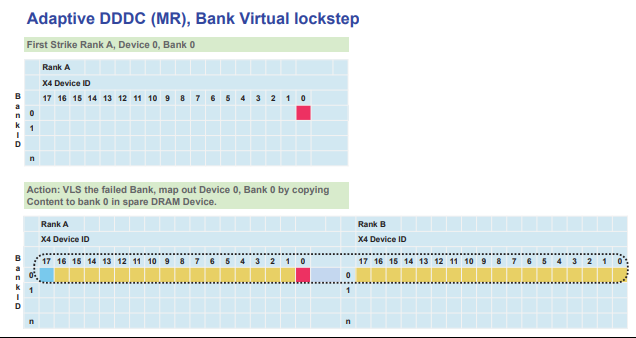 Adaptive DDDC (MR), Bank Virtual lockstep
First Strike Rank A, Device 0, Bank 0
Rank A
X4 Device ID
17 16 15 14 13 12 11 10 9 8 7 6 5 4 3 2 1 0
Bank ID
0
1
n
Action: VLS the failed Bank, map out Device 0, Bank 0 by copying
Content to bank 0 in spare DRAM Device.
Rank A Rank B
X4 Device ID X4 Device ID
17 16 15 14 13 12 11 10 9 8 7 6 5 4 3 2 1 0 17 16 15 14 13 12 11 10 9 8 7 6 5 4 3 2 1 0
Bank ID
0 0
1 1
n n